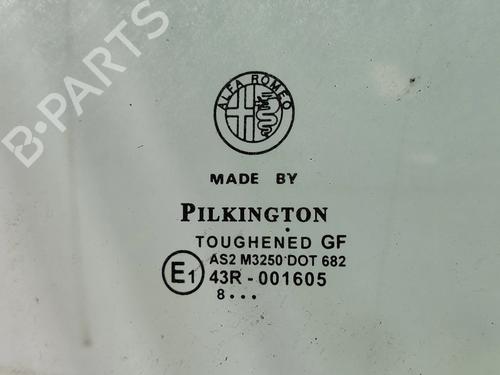 B-PARTS
ALFA ROMEO
MADE BY
PILKINGTON
TOUGHENED GF
AS2 M3250 DOT 682
E1 43R - 001605
8...